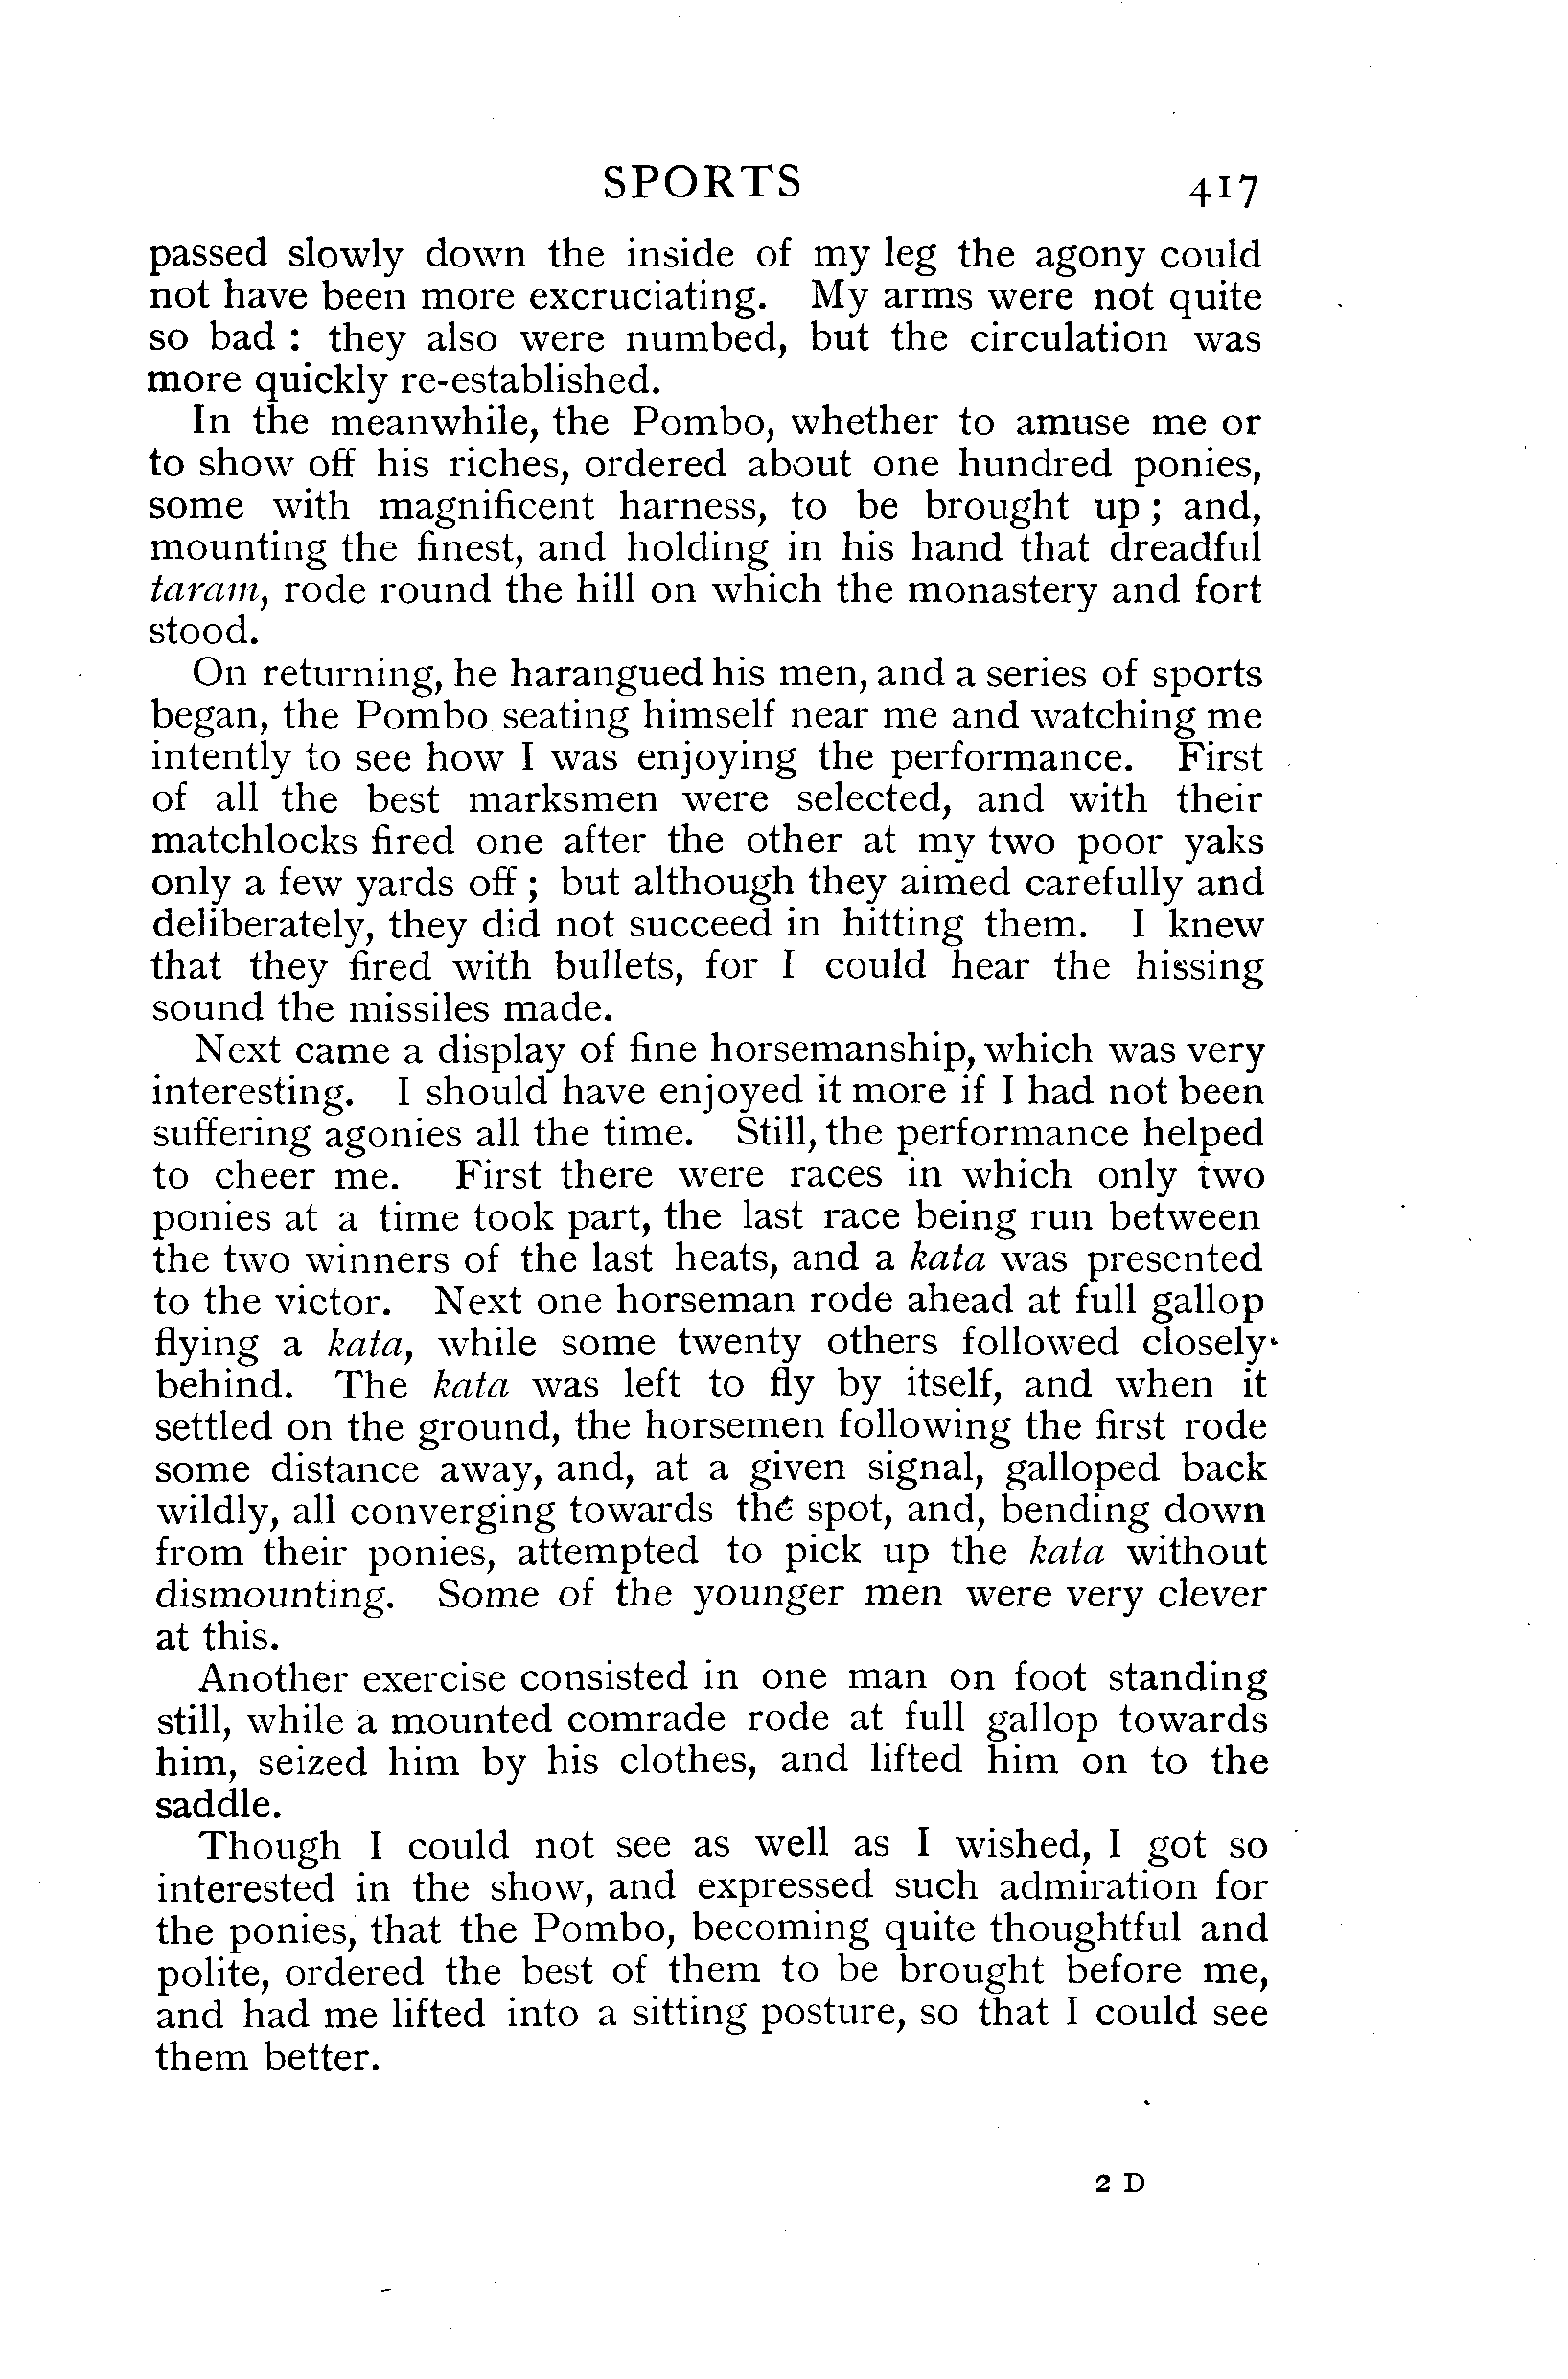 SPORTS 417
passed slowly down the inside of my leg the agony could
not have been more excruciating. My arms were not quite
so bad : they also were numbed, but the circulation was
more quickly re-established.
In the meanwhile, the Pombo, whether to amuse me or
to show off his riches, ordered about one hundred ponies,
some with magnificent harness, to be brought up ; and,
mounting the finest, and holding in his hand that dreadful
taram, rode round the hill on which the monastery and fort
stood.
On returning, he harangued his men, and a series of sports
began, the Pombo seating himself near me and watching me
intently to see how I was enjoying the performance. First
of all the best marksmen were selected, and with their
matchlocks fired one after the other at my two poor yaks
only a few yards off ; but although they aimed carefully and
deliberately, they did not succeed in hitting them. I knew
that they fired with bullets, for I could hear the hissing
sound the missiles made.
Next came a display of fine horsemanship, which was very
interesting. I should have enjoyed it more if I had not been
suffering agonies all the time. Still, the performance helped
to cheer me. First there were races in which only two
ponies at a time took part, the last race being run between
the two winners of the last heats, and a kata was presented
to the victor. Next one horseman rode ahead at full gallop
flying a kata, while some twenty others followed closely
behind. The kata was left to fly by itself, and when it
settled on the ground, the horsemen following the first rode
some distance away, and, at a given signal, galloped back
wildly, all converging towards the spot, and, bending down
from their ponies, attempted to pick up the kata without
dismounting. Some of the younger men were very clever
at this.
Another exercise consisted in one man on foot standing
still, while a mounted comrade rode at full gallop towards
him, seized him by his clothes, and lifted him on to the
saddle.
Though I could not see as well as I wished, I got so
interested in the show, and expressed such admiration for
the ponies, that the Pombo, becoming quite thoughtful and
polite, ordered the best of them to be brought before me,
and had me lifted into a sitting posture, so that I could see
them better.
2 D